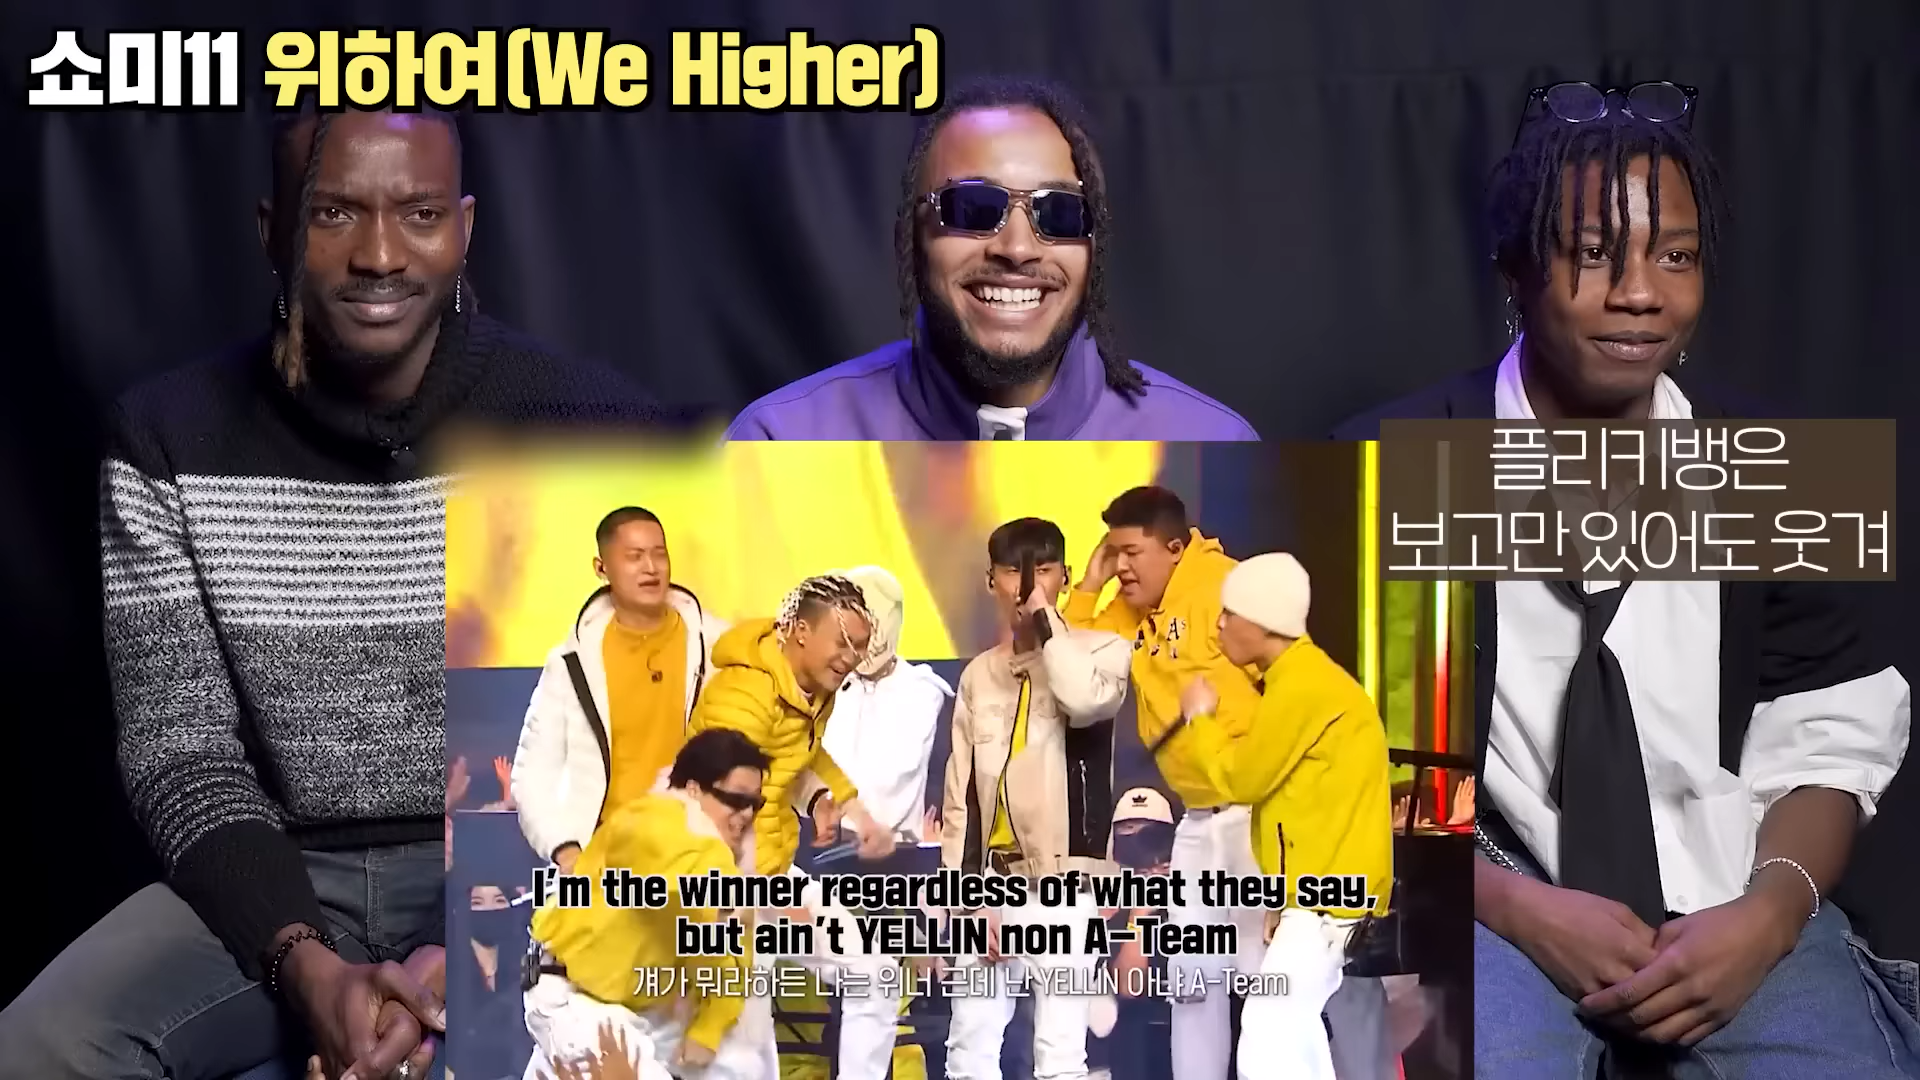 쇼미11 위하여(We Higher)
플리키뱅은
보고만 있어도 웃겨
A's
I'm the winner regardless of what they say,
but ain't YELLIN non A-Team
걔가 뭐라하든 나는 위너 근데 난 YELLIN 아냐 A-Team